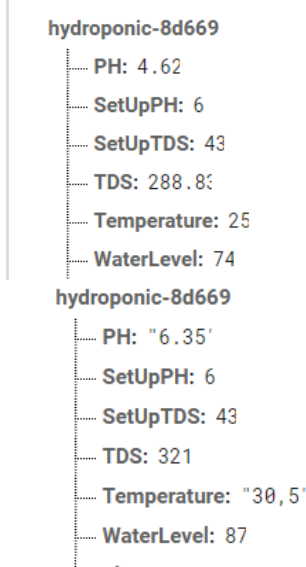 hydroponic-8d669
PH: 4.62
SetUpPH: 6
SetUpTDS: 43
TDS: 288.83
Temperature: 25
WaterLevel: 74
hydroponic-8d669
PH: "6.35"
SetUpPH: 6
SetUpTDS: 43
TDS: 321
Temperature: "30,5"
WaterLevel: 87